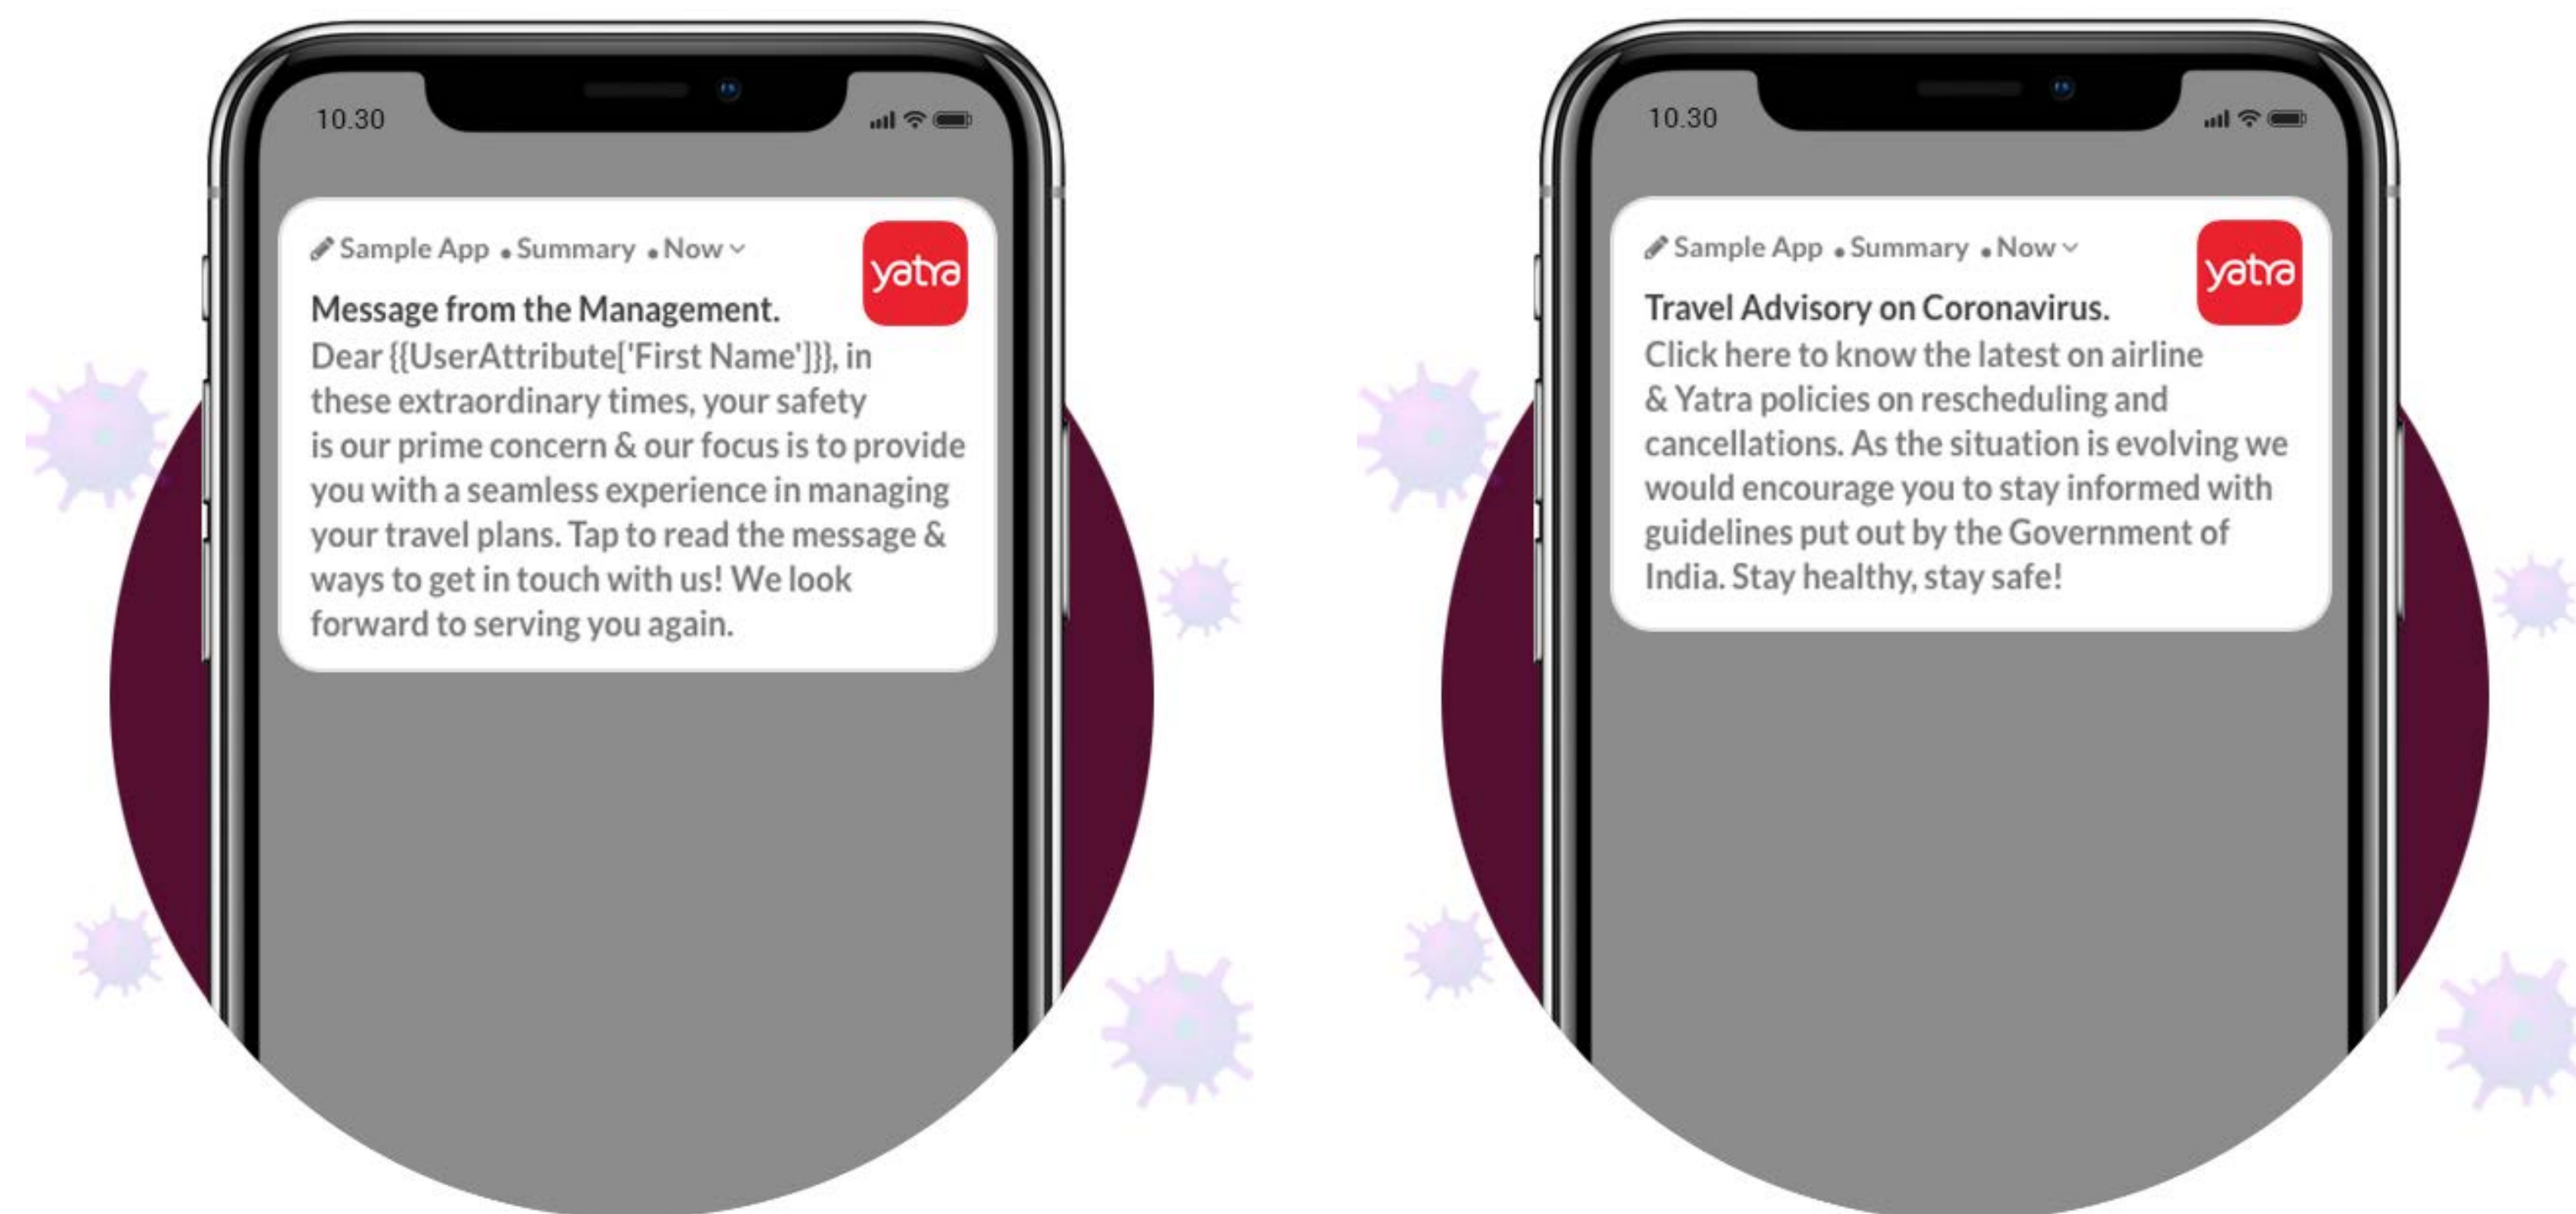 10.30
Sample App • Summary • Now
yatra
Message from the Management.
Dear {{UserAttribute['First Name']}}, in
these extraordinary times, your safety
is our prime concern & our focus is to provide
you with a seamless experience in managing
your travel plans. Tap to read the message &
ways to get in touch with us! We look
forward to serving you again.
10.30
Sample App • Summary • Now
yatra
Travel Advisory on Coronavirus.
Click here to know the latest on airline
& Yatra policies on rescheduling and
cancellations. As the situation is evolving we
would encourage you to stay informed with
guidelines put out by the Government of
India. Stay healthy, stay safe!